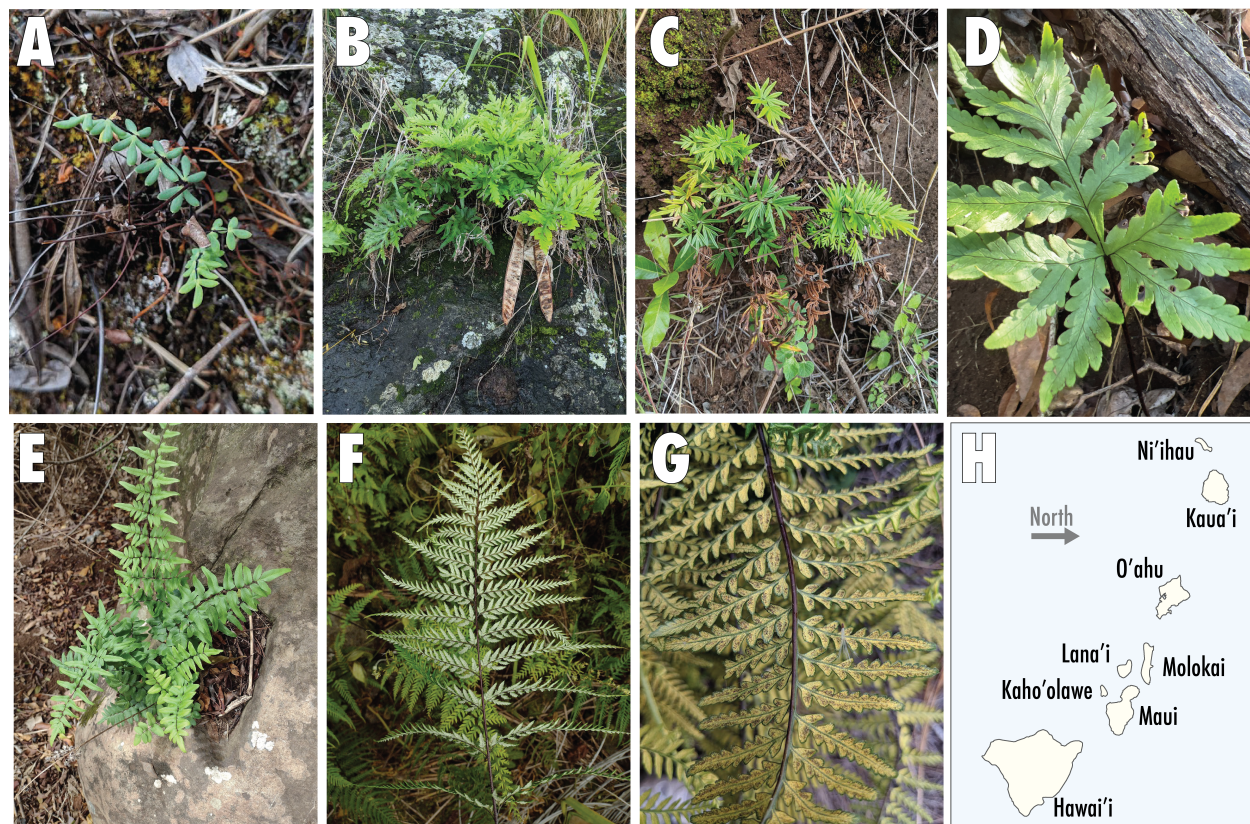 A
B
C
D
E
F
G
H
Ni'ihau
Kaua'i
North
O'ahu
Lana'i
Molokai
Kaho'olawe
Maui
Hawai'i